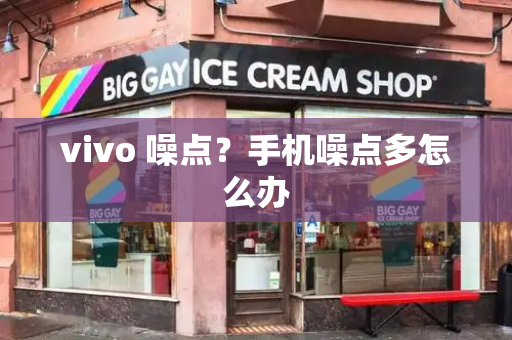 BIG GAY ICE CREAM SHOP
vivo 噪点？手机噪点多怎
么办
BIG GAY
ICE CREAM SHOP
BIG GAY
ICE CREAM SHOP